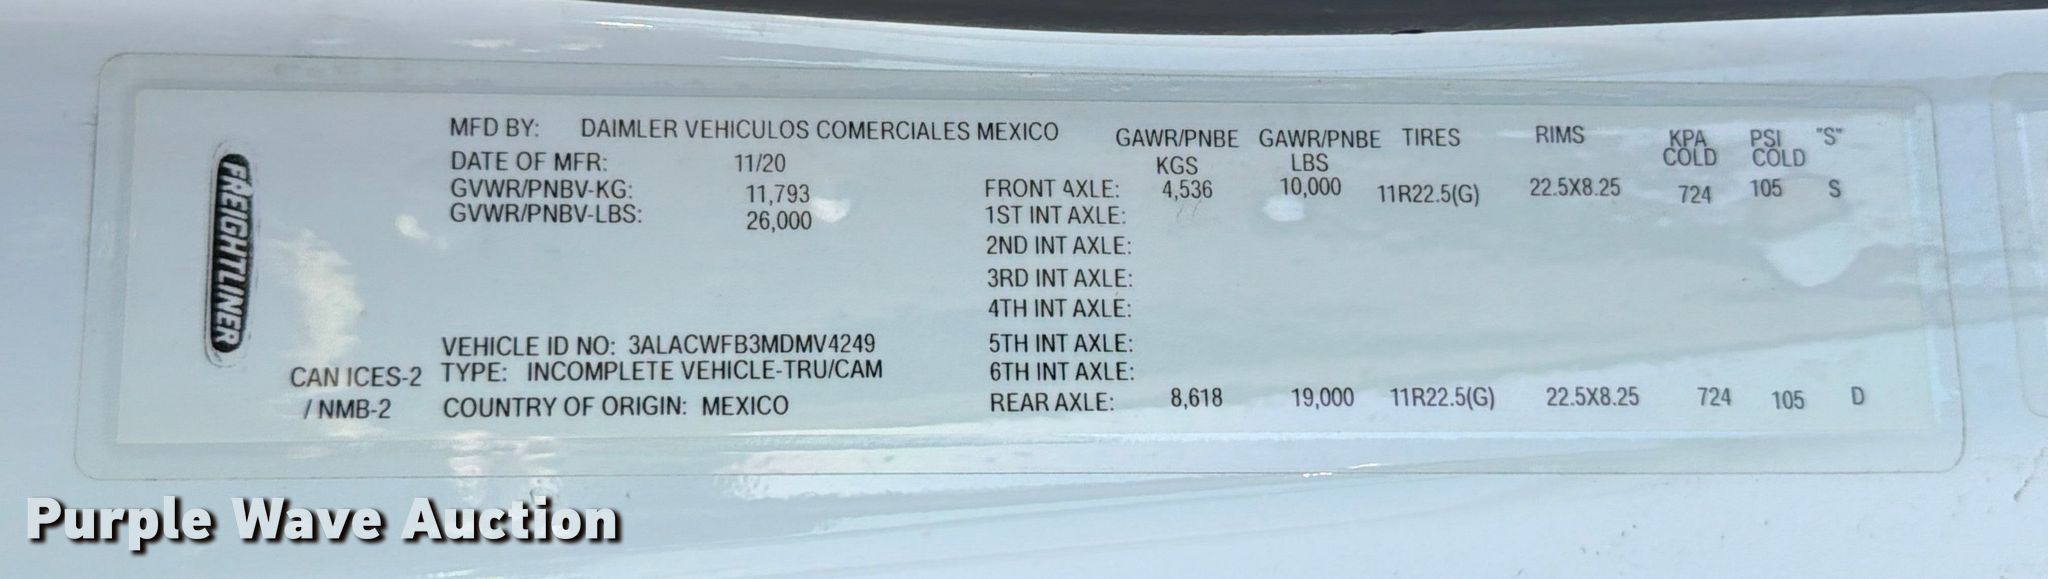 FREIGHTLINER
MFD BY: DAIMLER VEHICULOS COMERCIALES MEXICO
DATE OF MFR: 11/20
GVWR/PNBV-KG: 11,793
GVWR/PNBV-LBS: 26,000
VEHICLE ID NO: 3ALACWFB3MDMV4249
CAN ICES-2 TYPE: INCOMPLETE VEHICLE-TRU/CAM
/ NMB-2 COUNTRY OF ORIGIN: MEXICO
GAWR/PNBE GAWR/PNBE TIRES RIMS KPA PSI "S"
KGS LBS COLD COLD
FRONT AXLE: 4,536 10,000 11R22.5(G) 22.5X8.25 724 105 S
1ST INT AXLE:
2ND INT AXLE:
3RD INT AXLE:
4TH INT AXLE:
5TH INT AXLE:
6TH INT AXLE:
REAR AXLE: 8,618 19,000 11R22.5(G) 22.5X8.25 724 105 D
Purple Wave Auction